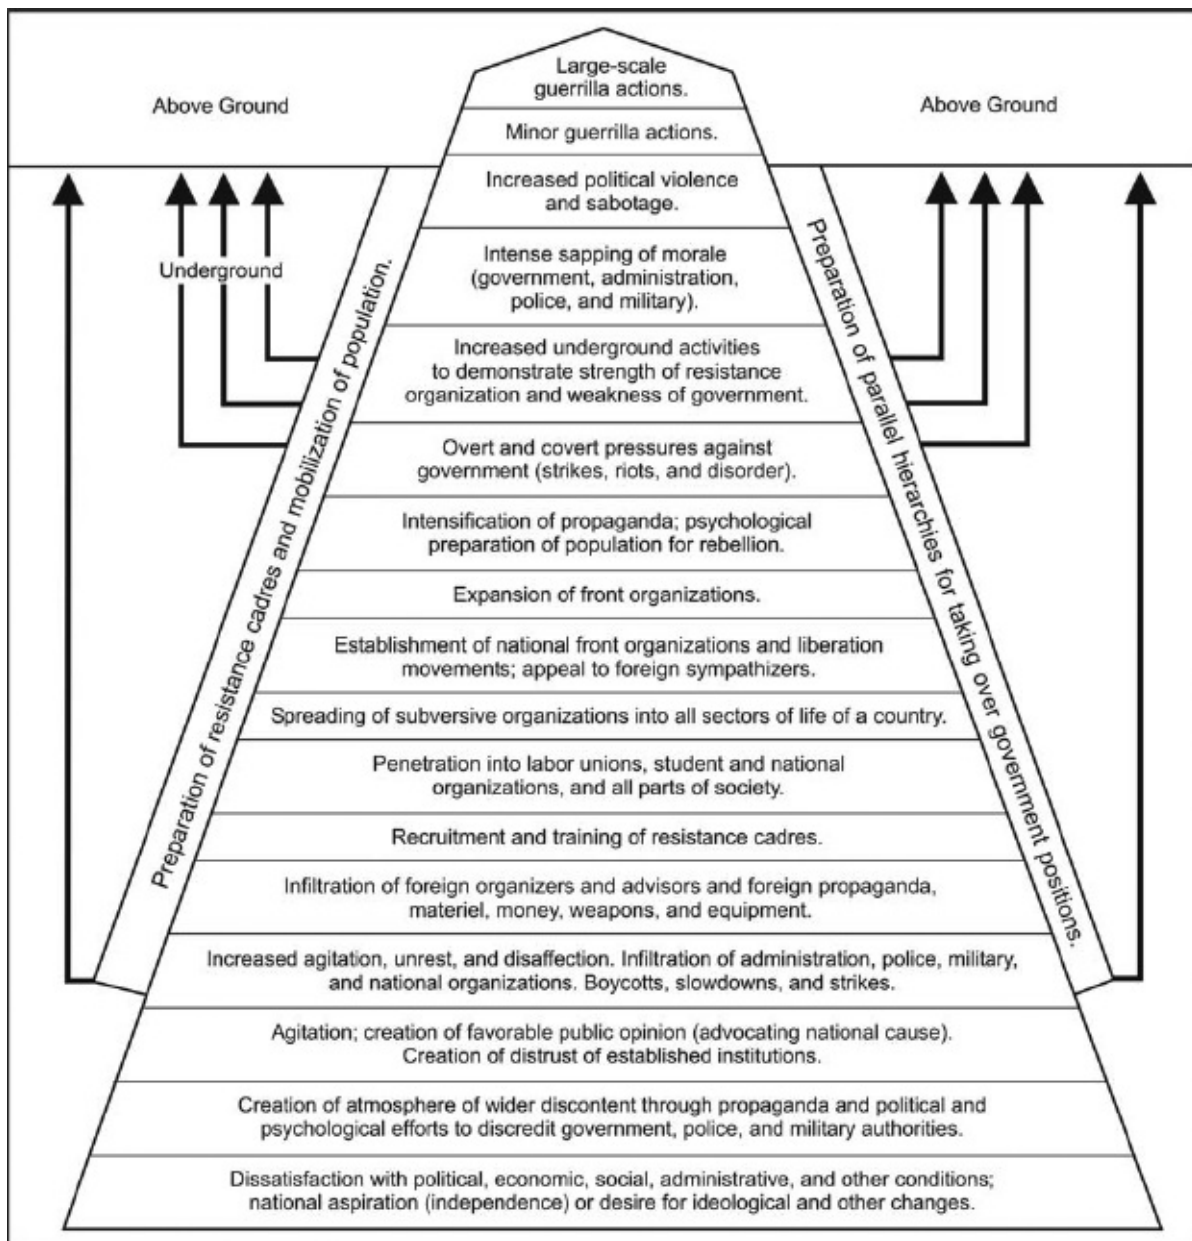 Large-scale
guerrilla actions.
Above Ground
Above Ground
Minor guerrilla actions.
Increased political violence
and sabotage.
Intense sapping of morale
(government, administration,
police, and military).
Underground
Increased underground activities
to demonstrate strength of resistance
organization and weakness of government.
Overt and covert pressures against
government (strikes, riots, and disorder).
Intensification of propaganda; psychological
preparation of population for rebellion.
Expansion of front organizations.
Establishment of national front organizations and liberation
movements; appeal to foreign sympathizers.
Spreading of subversive organizations into all sectors of life of a country.
Penetration into labor unions, student and national
organizations, and all parts of society.
Recruitment and training of resistance cadres.
Infiltration of foreign organizers and advisors and foreign propaganda,
materiel, money, weapons, and equipment.
Increased agitation, unrest, and disaffection. Infiltration of administration, police, military,
and national organizations. Boycotts, slowdowns, and strikes.
Agitation; creation of favorable public opinion (advocating national cause).
Creation of distrust of established institutions.
Creation of atmosphere of wider discontent through propaganda and political and
psychological efforts to discredit government, police, and military authorities.
Dissatisfaction with political, economic, social, administrative, and other conditions;
national aspiration (independence) or desire for ideological and other changes.
Preparation of resistance cadres and mobilization of population.
Preparation of parallel hierarchies for taking over government positions.